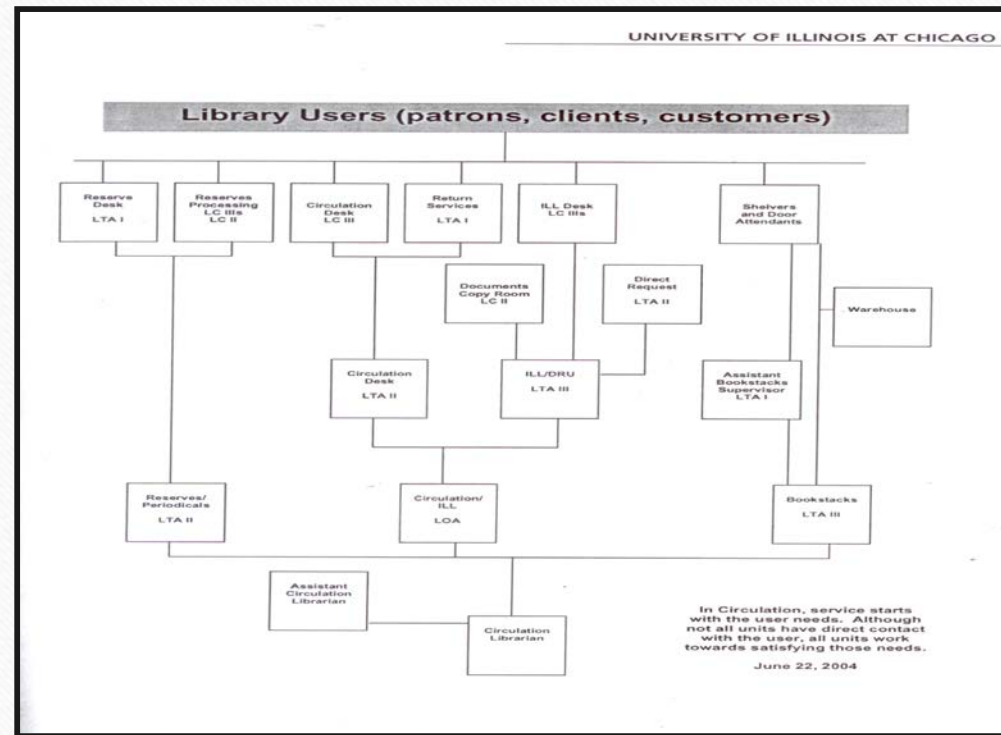 UNIVERSITY OF ILLINOIS AT CHICAGO
Library Users (patrons, clients, customers)
Reserve
Desk
LTA I
Reserves
Processing
LC IIIs
LC II
Circulation
Desk
LC III
Return
Services
LTA I
ILL Desk
LC IIIs
Shelvers
and Door
Attendants
Documents
Copy Room
LC II
Direct
Request
LTA II
Warehouse
Circulation
Desk
LTA II
ILL/DRU
LTA III
Assistant
Bookstacks
Supervisor
LTA I
Reserves/
Periodicals
LTA II
Circulation/
ILL
LOA
Bookstacks
LTA III
Assistant
Circulation
Librarian
Circulation
Librarian
In Circulation, service starts
with the user needs. Although
not all units have direct contact
with the user, all units work
towards satisfying those needs.
June 22, 2004